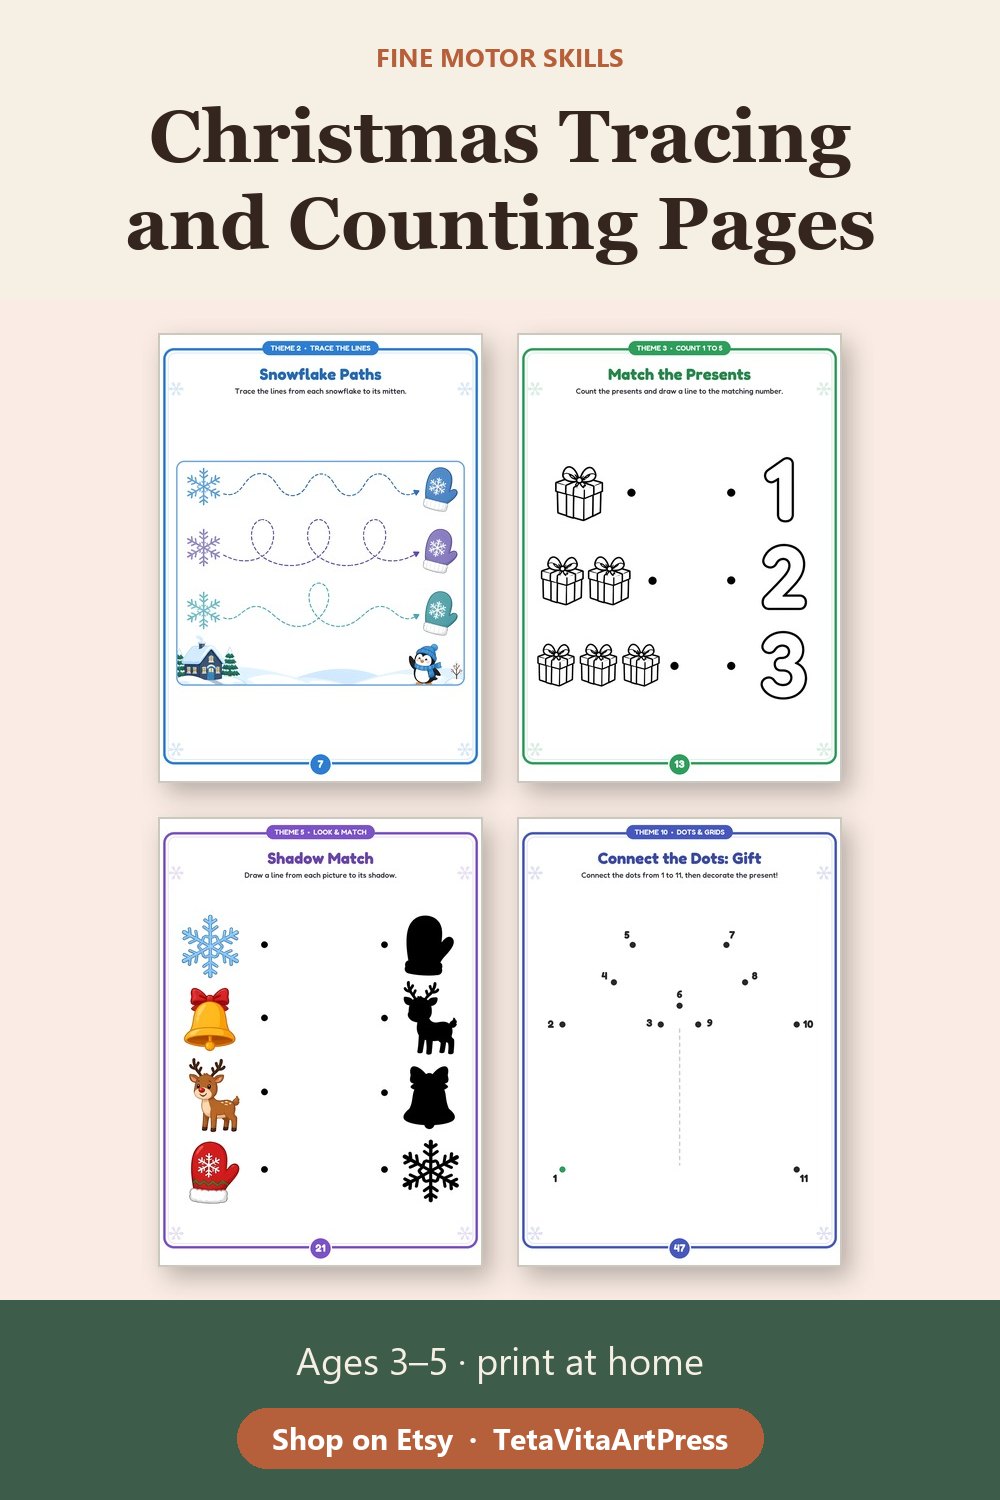 FINE MOTOR SKILLS
Christmas Tracing
and Counting Pages
THEME 2 • TRACE THE LINES
Snowflake Paths
Trace the lines from each snowflake to its mitten.
7
THEME 3 • COUNT 1 TO 5
Match the Presents
Count the presents and draw a line to the matching number.
1
2
3
13
THEME 5 • LOOK & MATCH
Shadow Match
Draw a line from each picture to its shadow.
21
THEME 10 • DOTS & GRIDS
Connect the Dots: Gift
Connect the dots from 1 to 11, then decorate the present!
5 7
4 8
6
2 3 9 10
1 11
47
Ages 3–5 · print at home
Shop on Etsy · TetaVitaArtPress